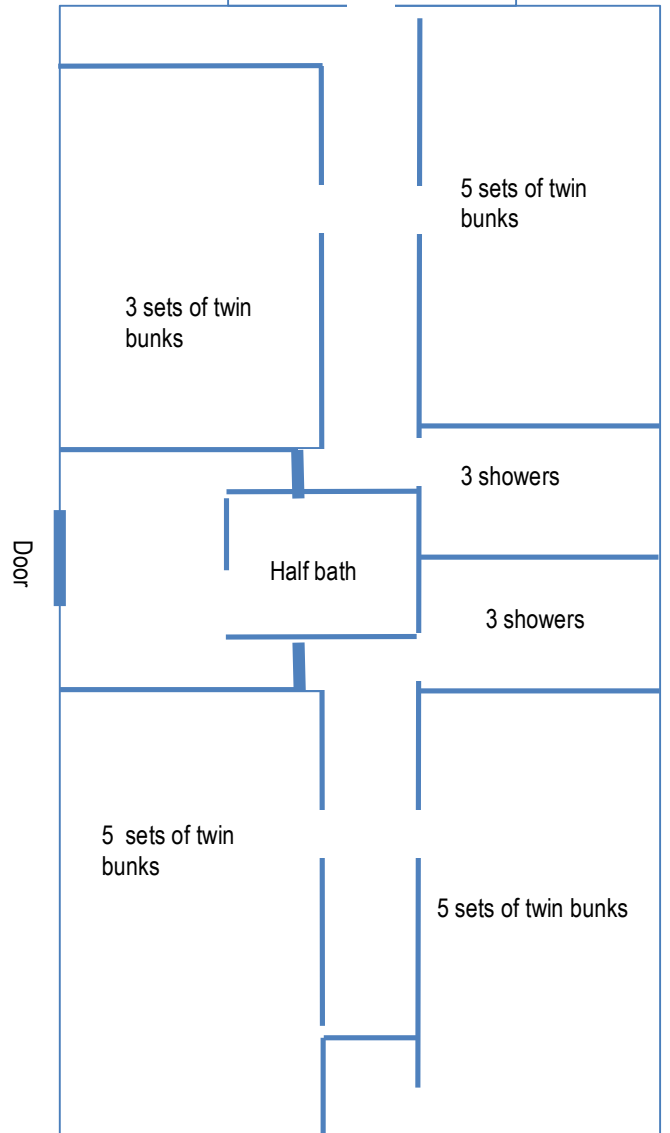 5 sets of twin
bunks
3 sets of twin
bunks
3 showers
Door
Half bath
3 showers
5  sets of twin
bunks
5 sets of twin bunks